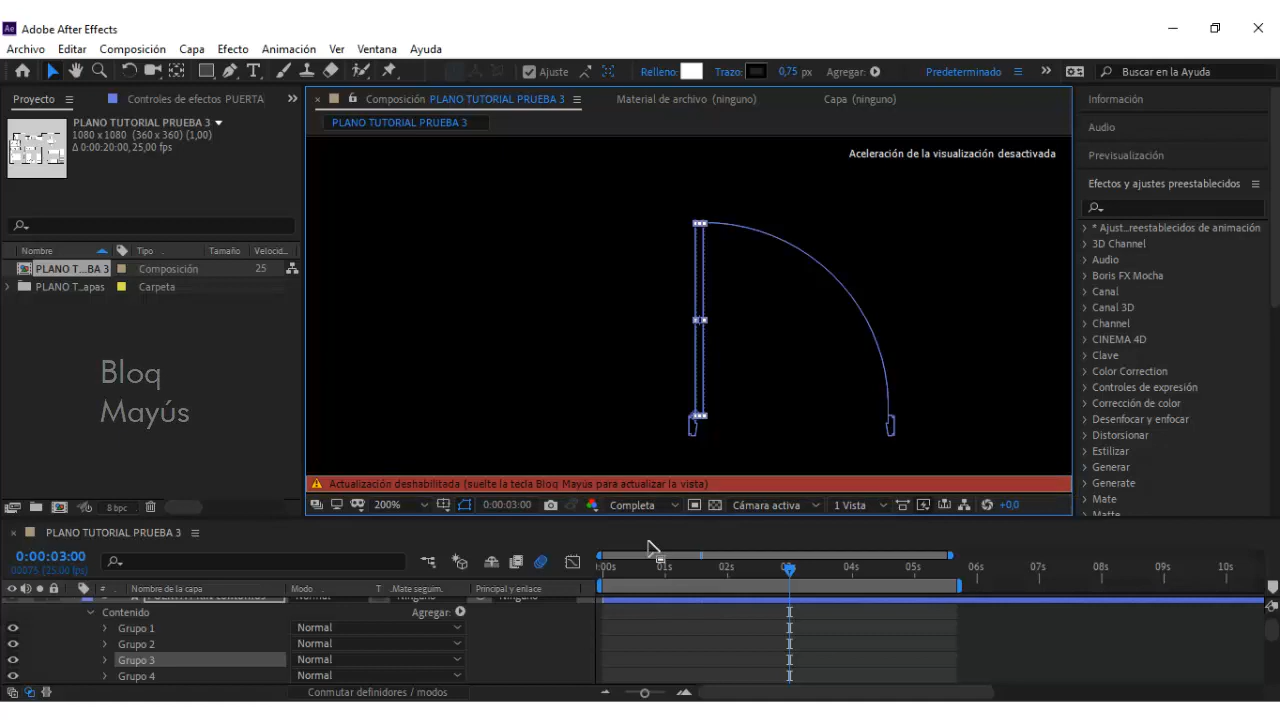 Adobe After Effects
Archivo Editar Composición Capa Efecto Animación Ver Ventana Ayuda
Ajuste Relleno: Trazo: 0,75 px Agregar: Predeterminado Buscar en la Ayuda
Proyecto Controles de efectos PUERTA
Composición PLANO TUTORIAL PRUEBA 3 Material de archivo (ninguno) Capa (ninguno)
PLANO TUTORIAL PRUEBA 3
PLANO TUTORIAL PRUEBA 3
1080 x1080 (360 x 360) (1,00)
Δ 0:00:20:00, 25,00 fps
Nombre Tipo Tamaño Velocid...
PLANO T...BA 3 Composición 25
PLANO T...apas Carpeta
Bloq
Mayús
8 bpc
Aceleración de la visualización desactivada
Actualización deshabilitada (suelte la tecla Bloq Mayús para actualizar la vista)
200% 0:00:03:00 Completa Cámara activa 1 Vista +0,0
Información
Audio
Previsualización
Efectos y ajustes preestablecidos
* Ajust...reestablecidos de animación
3D Channel
Audio
Boris FX Mocha
Canal
Canal 3D
Channel
CINEMA 4D
Clave
Color Correction
Controles de expresión
Corrección de color
Desenfocar y enfocar
Distorsionar
Estilizar
Generar
Generate
Mate
Matte
PLANO TUTORIAL PRUEBA 3
0:00:03:00
00075 (25,00 fps)
# Nombre de la capa Modo T .Mate seguim. Principal y enlace
:00s 01s 02s 03s 04s 05s 06s 07s 08s 09s 10s
Normal Ninguno Ninguno
Contenido Agregar:
Grupo 1 Normal
Grupo 2 Normal
Grupo 3 Normal
Grupo 4 Normal
Conmutar definidores / modos